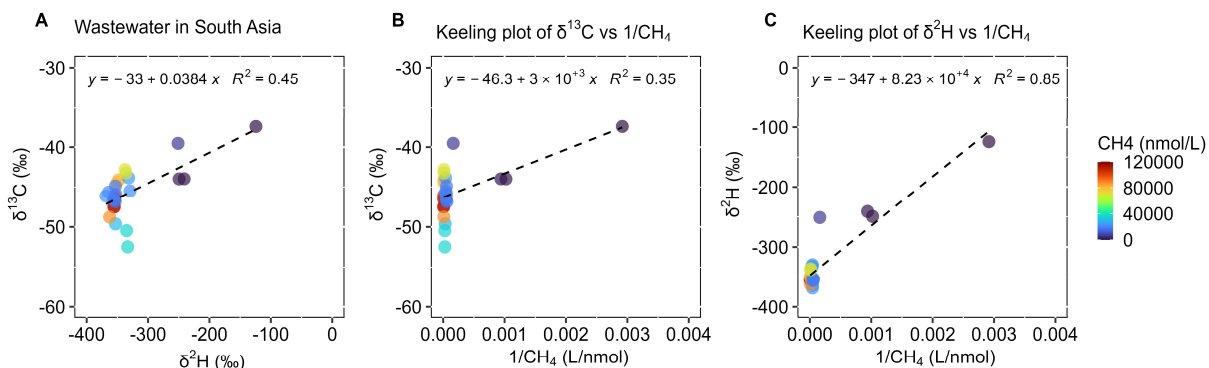 A Wastewater in South Asia
y = − 33 + 0.0384 x R² = 0.45
-30
-40
-50
-60
δ¹³C (‰)
-400 -300 -200 -100 0
δ²H (‰)
B Keeling plot of δ¹³C vs 1/CH₄
y = − 46.3 + 3 × 10⁺³ x R² = 0.35
-30
-40
-50
-60
δ¹³C (‰)
0.000 0.001 0.002 0.003 0.004
1/CH₄ (L/nmol)
C Keeling plot of δ²H vs 1/CH₄
y = − 347 + 8.23 × 10⁺⁴ x R² = 0.85
0
-100
-200
-300
-400
δ²H (‰)
0.000 0.001 0.002 0.003 0.004
1/CH₄ (L/nmol)
CH4 (nmol/L)
120000
80000
40000
0